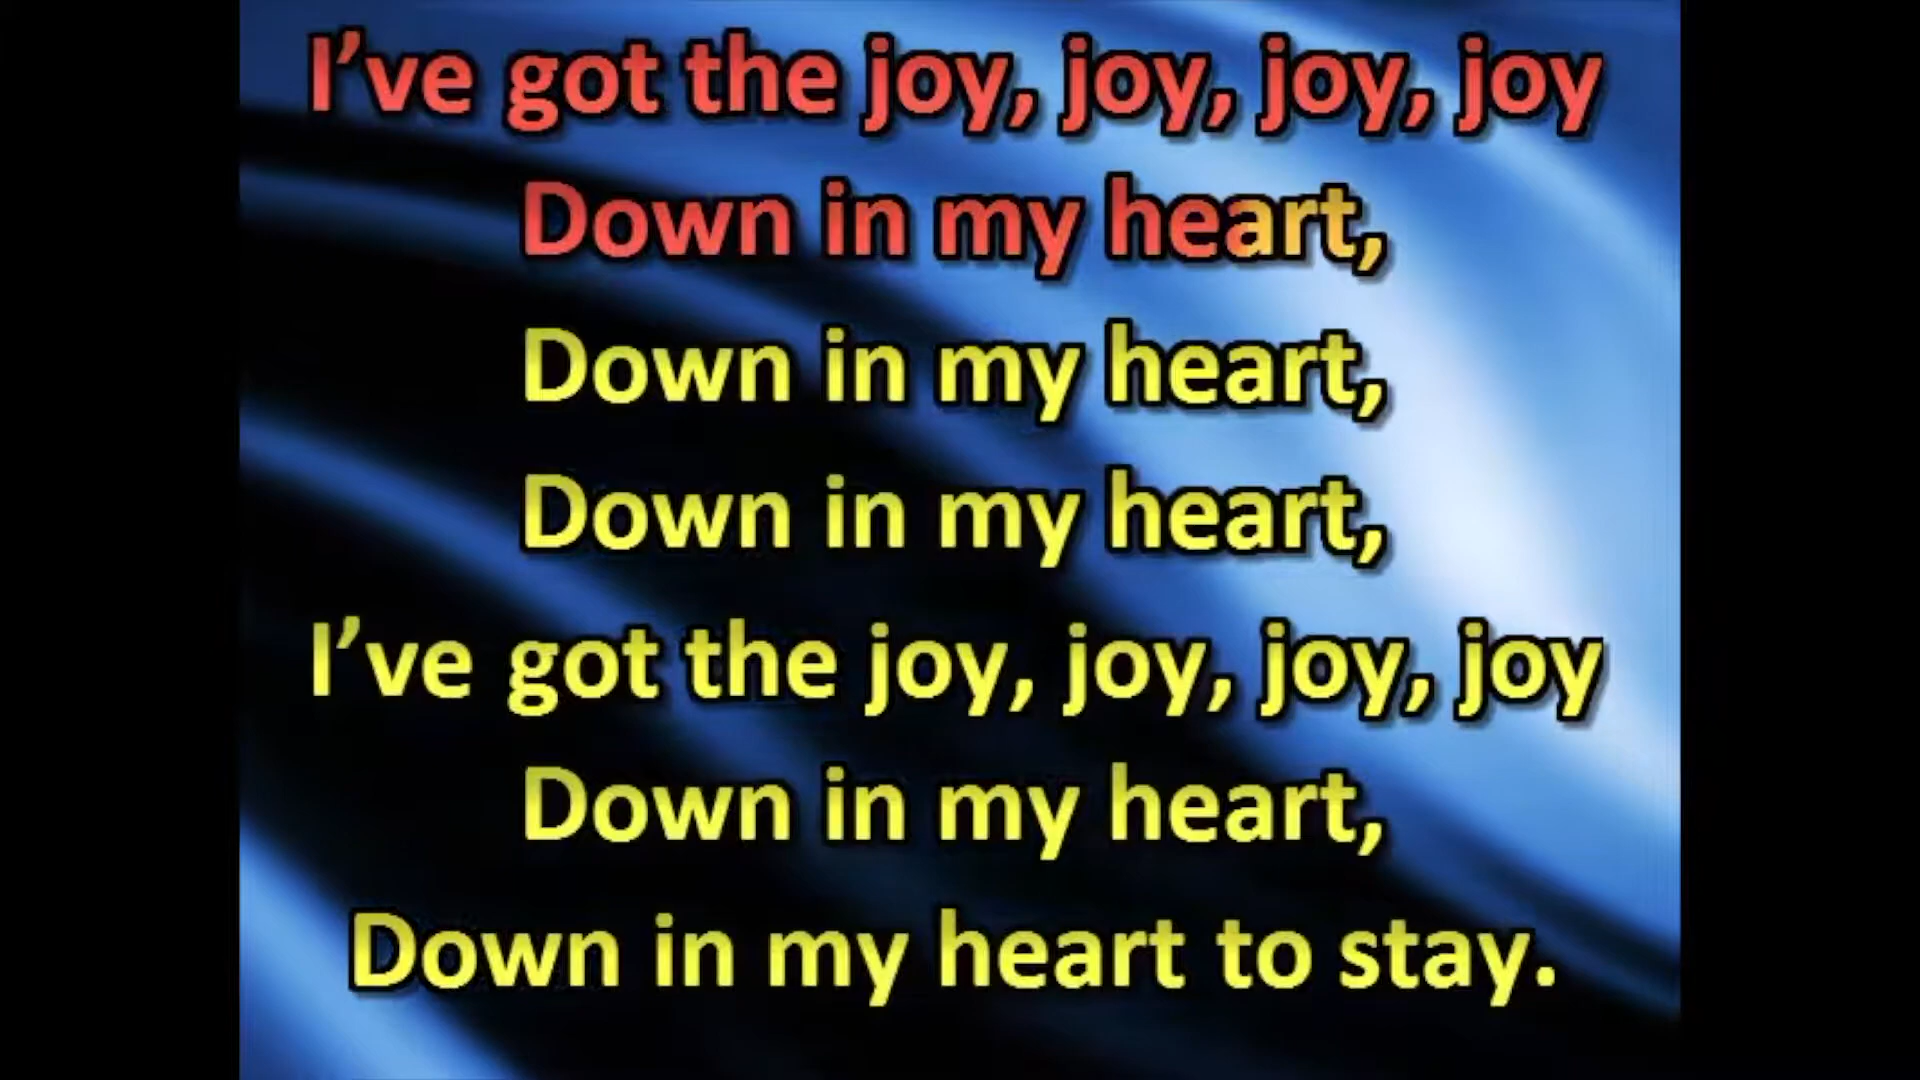 I’ve got the joy, joy, joy, joy
Down in my heart,
Down in my heart,
Down in my heart,
I’ve got the joy, joy, joy, joy
Down in my heart,
Down in my heart to stay.